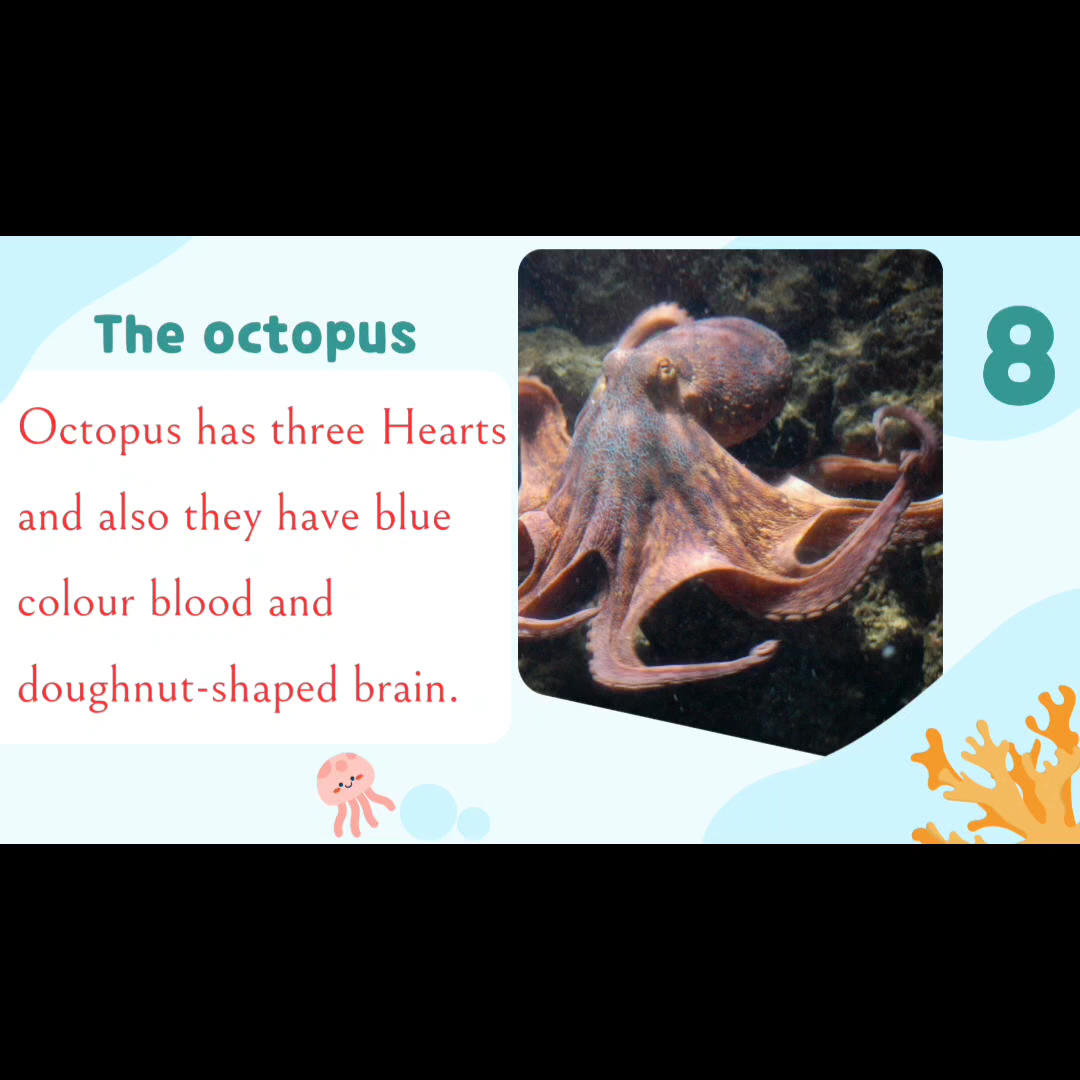 The octopus
8
Octopus has three Hearts
and also they have blue
colour blood and
doughnut-shaped brain.